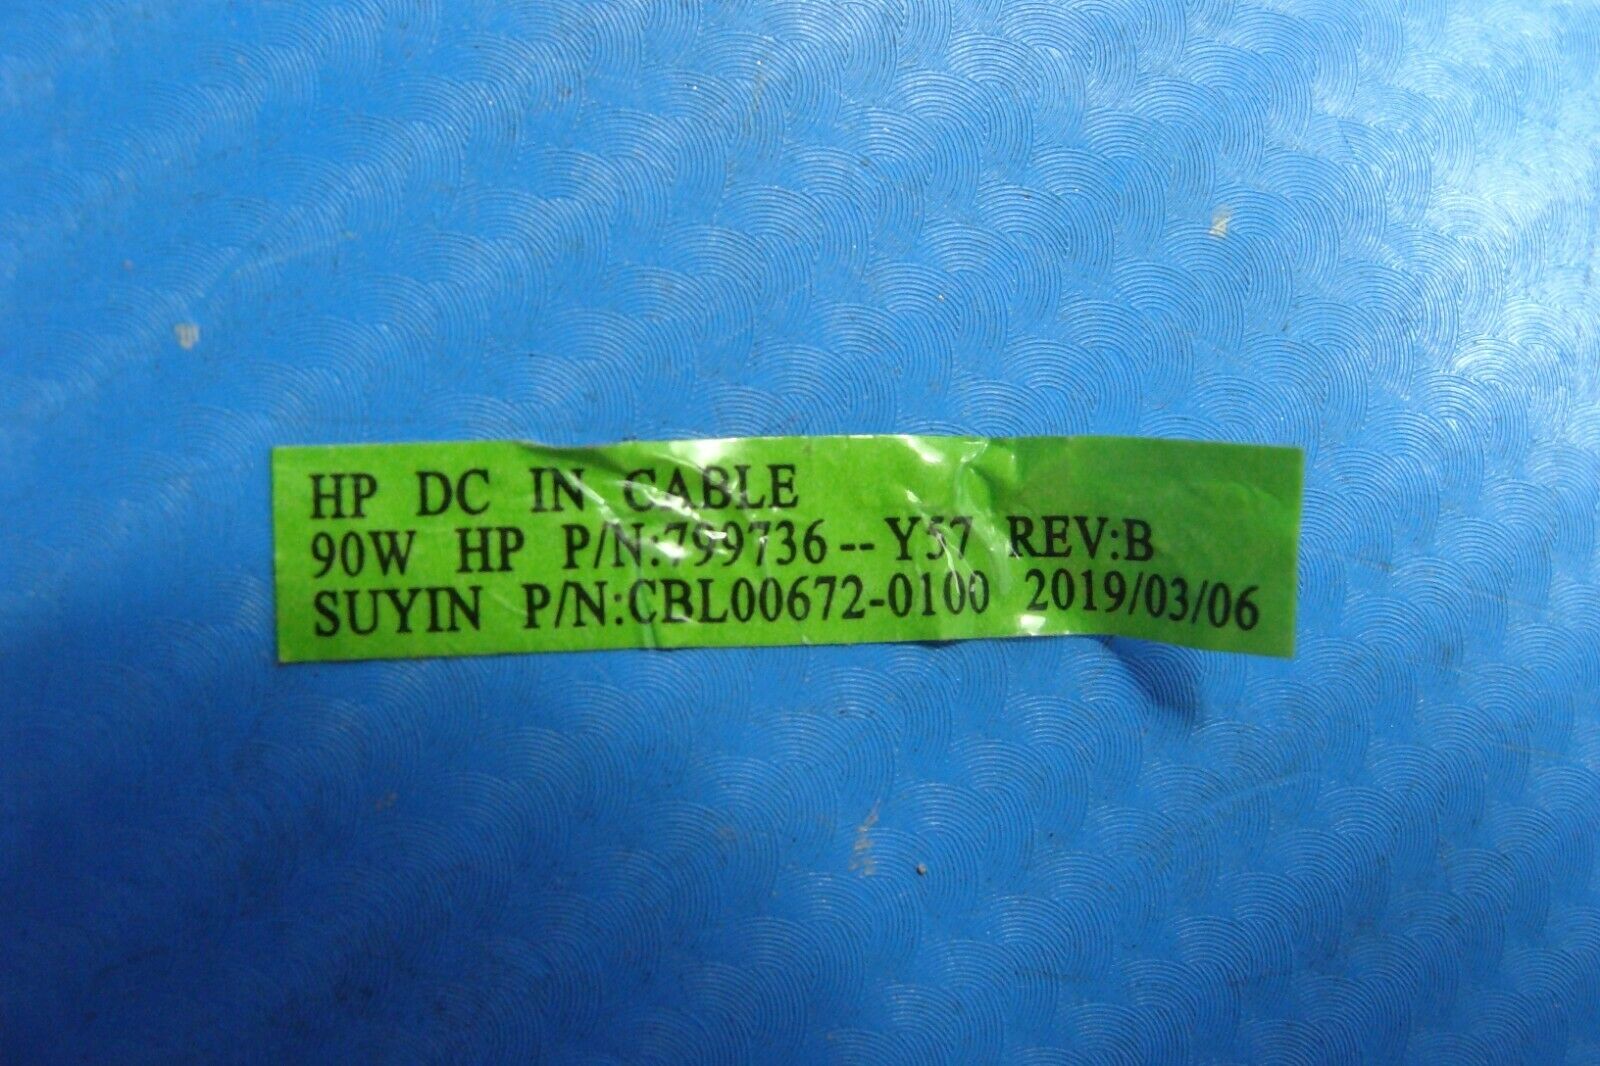 HP DC IN CABLE
90W HP P/N:799736--Y57 REV:B
SUYIN P/N:CBL00672-0100 2019/03/06